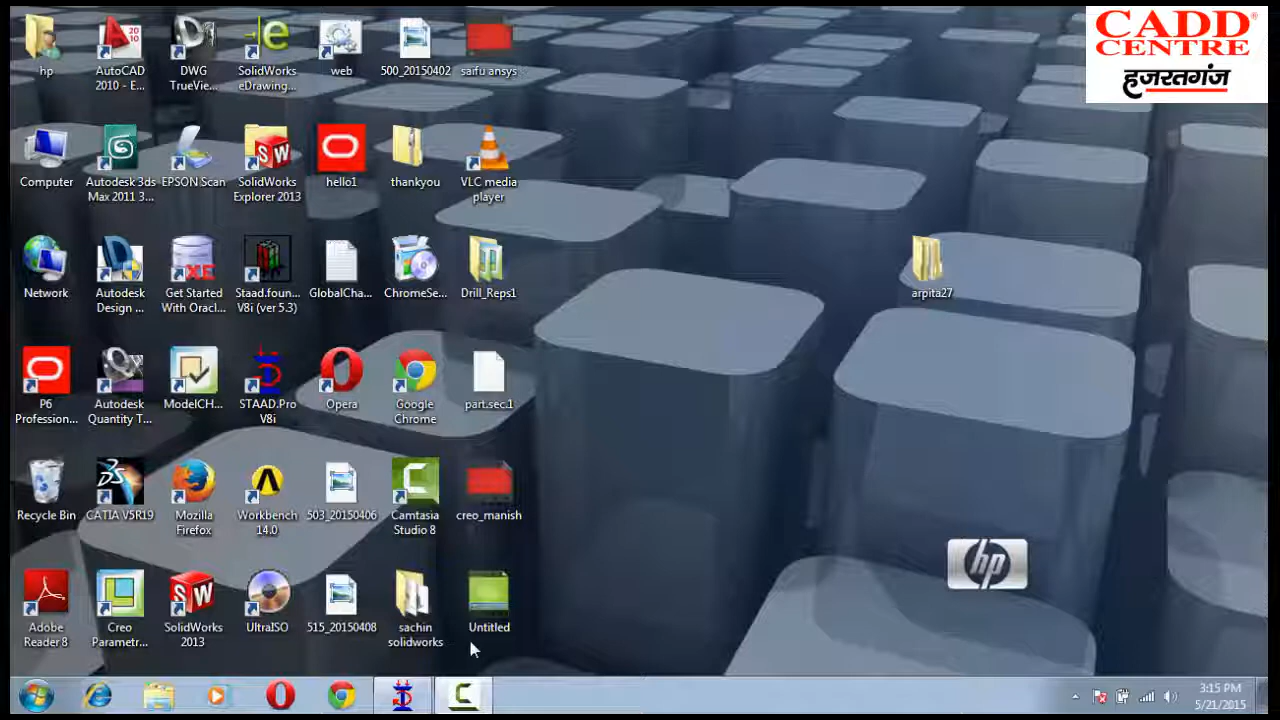 CADD
CENTRE
हजरतगंज
hp
AutoCAD
2010 - E...
DWG
TrueVie...
SolidWorks
eDrawing...
web
500_20150402
saifu ansys
Computer
Autodesk 3ds
Max 2011 3...
EPSON Scan
SolidWorks
Explorer 2013
hello1
thankyou
VLC media
player
Network
Autodesk
Design ...
Get Started
With Oracl...
Staad.foun...
V8i (ver 5.3)
GlobalCha...
ChromeSe...
Drill_Reps1
arpita27
P6
Profession...
Autodesk
Quantity T...
ModelCH...
STAAD.Pro
V8i
Opera
Google
Chrome
part.sec.1
Recycle Bin
CATIA V5R19
Mozilla
Firefox
Workbench
14.0
503_20150406
Camtasia
Studio 8
creo_manish
hp
Adobe
Reader 8
Creo
Parametr...
SolidWorks
2013
UltraISO
515_20150408
sachin
solidworks
Untitled
3:15 PM
5/21/2015